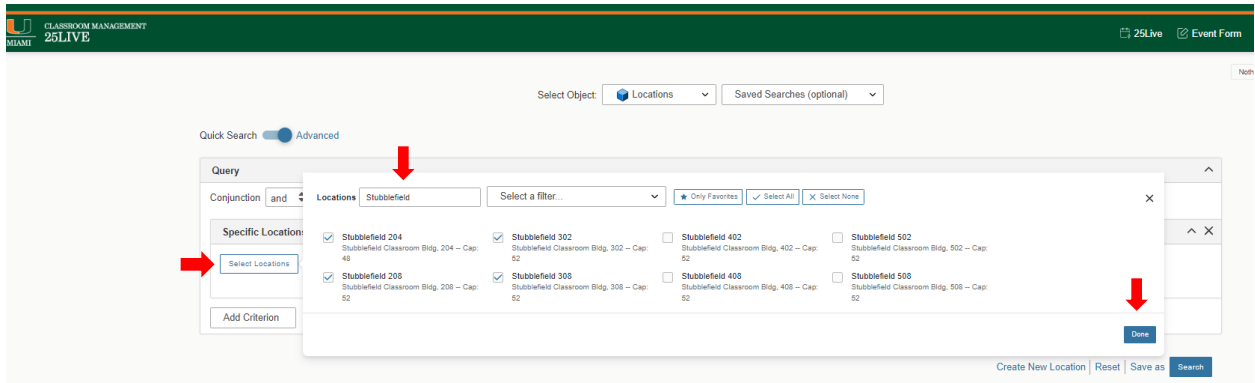 CLASSROOM MANAGEMENT
25LIVE
MIAMI
25Live
Event Form
Noth
Select Object:
Locations
Saved Searches (optional)
Quick Search
Advanced
Query
Conjunction
and
Locations
Stubblefield
Select a filter...
Only Favorites
Select All
Select None
Specific Location
Select Locations
Stubblefield 204
Stubblefield Classroom Bldg, 204 -- Cap:
48
Stubblefield 302
Stubblefield Classroom Bldg, 302 -- Cap:
52
Stubblefield 402
Stubblefield Classroom Bldg, 402 -- Cap:
52
Stubblefield 502
Stubblefield Classroom Bldg, 502 -- Cap:
52
Stubblefield 208
Stubblefield Classroom Bldg, 208 -- Cap:
52
Stubblefield 308
Stubblefield Classroom Bldg, 308 -- Cap:
52
Stubblefield 408
Stubblefield Classroom Bldg, 408 -- Cap:
52
Stubblefield 508
Stubblefield Classroom Bldg, 508 -- Cap:
52
Add Criterion
Done
Create New Location
Reset
Save as
Search